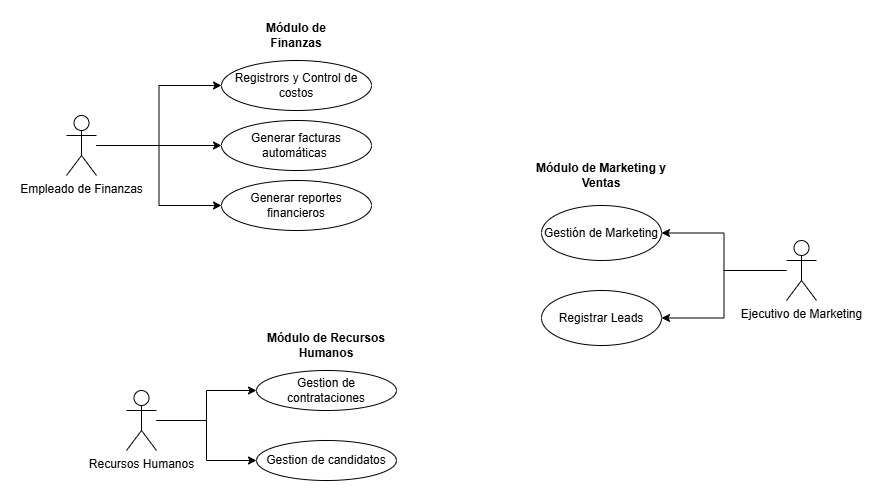 Módulo de
Finanzas
Registrors y Control de
costos
Generar facturas
automáticas
Generar reportes
financieros
Empleado de Finanzas
Módulo de Marketing y
Ventas
Gestión de Marketing
Registrar Leads
Ejecutivo de Marketing
Módulo de Recursos
Humanos
Gestion de
contrataciones
Gestion de candidatos
Recursos Humanos